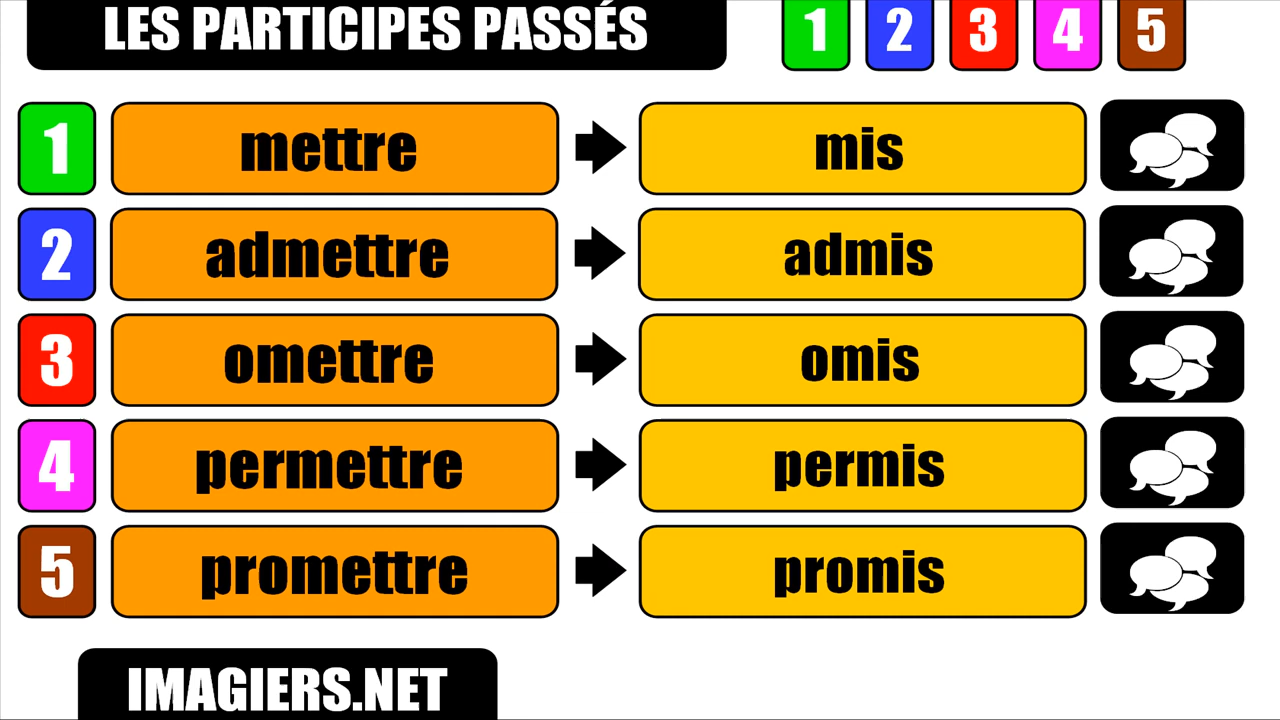 LES PARTICIPES PASSÉS 1 2 3 4 5
1 mettre mis
2 admettre admis
3 omettre omis
4 permettre permis
5 promettre promis
IMAGIERS.NET